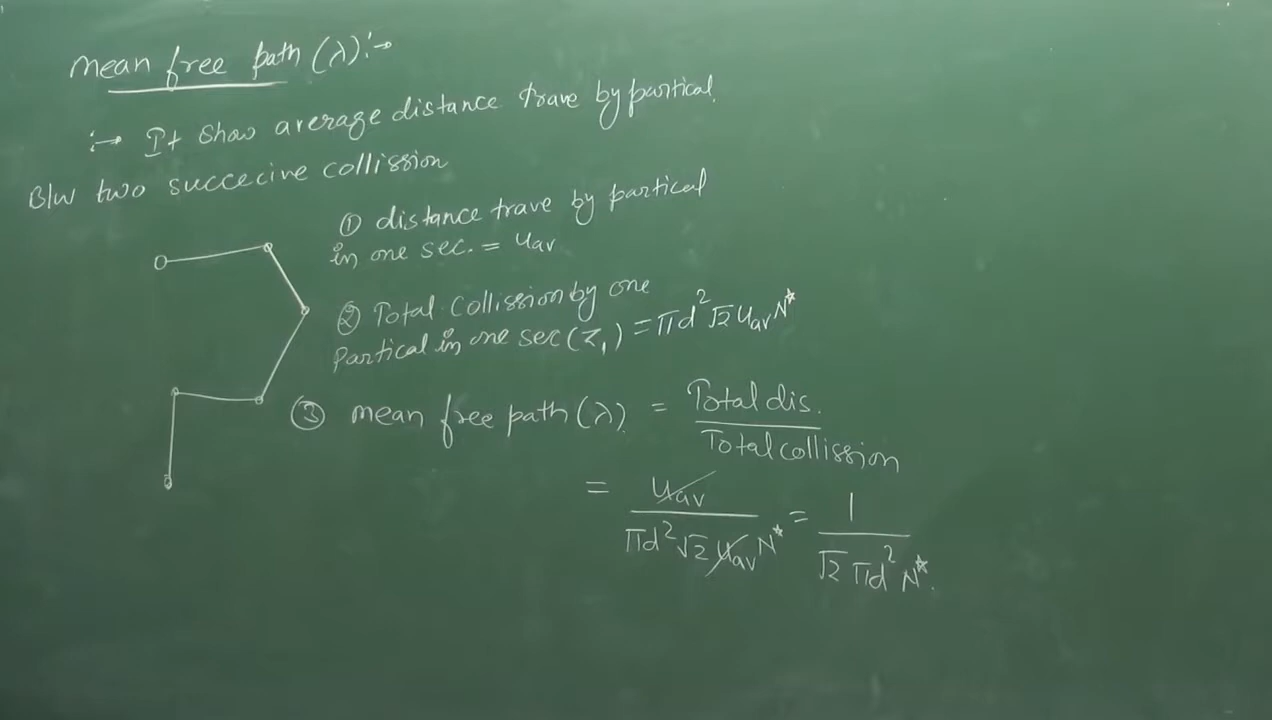 mean free path (λ):→
:→ It show average distance trave by partical.
B/w two succecive collission
① distance trave by partical
in one sec. = uav
② Total collission by one
Partical in one sec (Z₁) = πd²√2 uav N*
③ mean free path (λ) = Total dis. / Total collission
= uav / πd²√2 uav N* = 1 / √2 πd² N*.